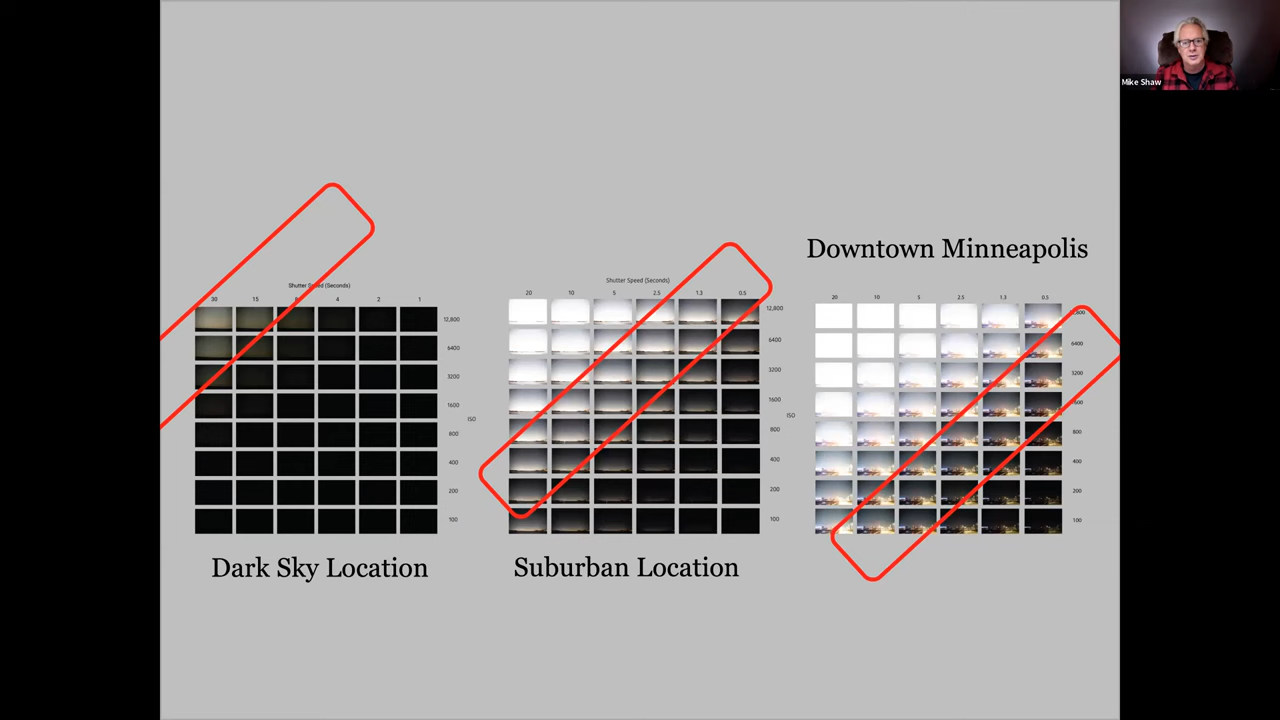 Mike Shaw
Downtown Minneapolis
Shutter Speed (Seconds)
30 15 8 4 2 1
12,800
6400
3200
1600
ISO
800
400
200
100
Dark Sky Location
Shutter Speed (Seconds)
20 10 5 2.5 1.3 0.5
12,800
6400
3200
1600
ISO
800
400
200
100
Suburban Location
20 10 5 2.5 1.3 0.5
6400
3200
800
400
200
100